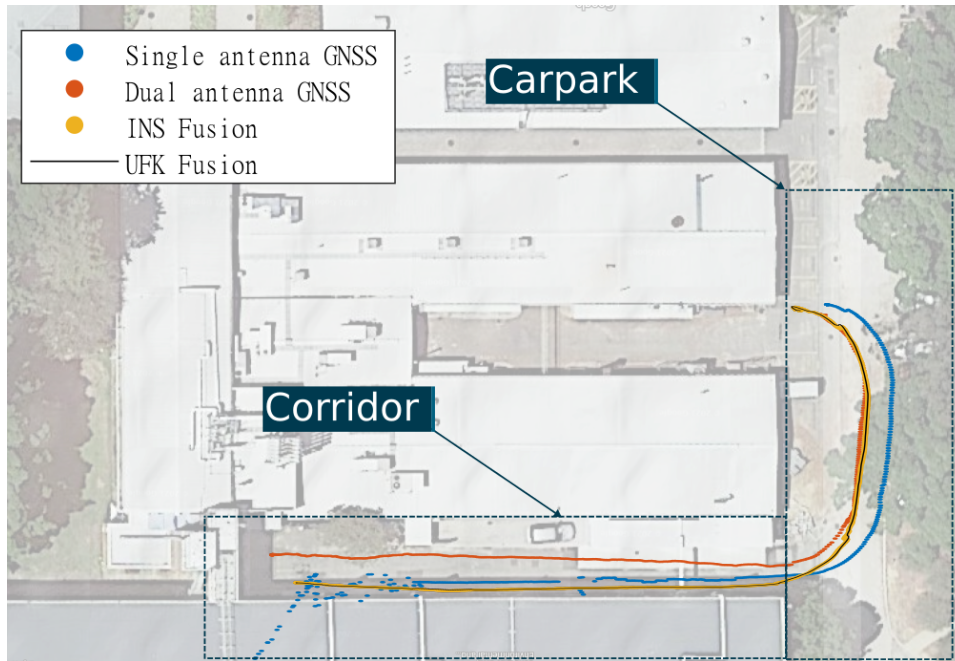 Single antenna GNSS
Dual antenna GNSS
INS Fusion
UFK Fusion
Carpark
Corridor